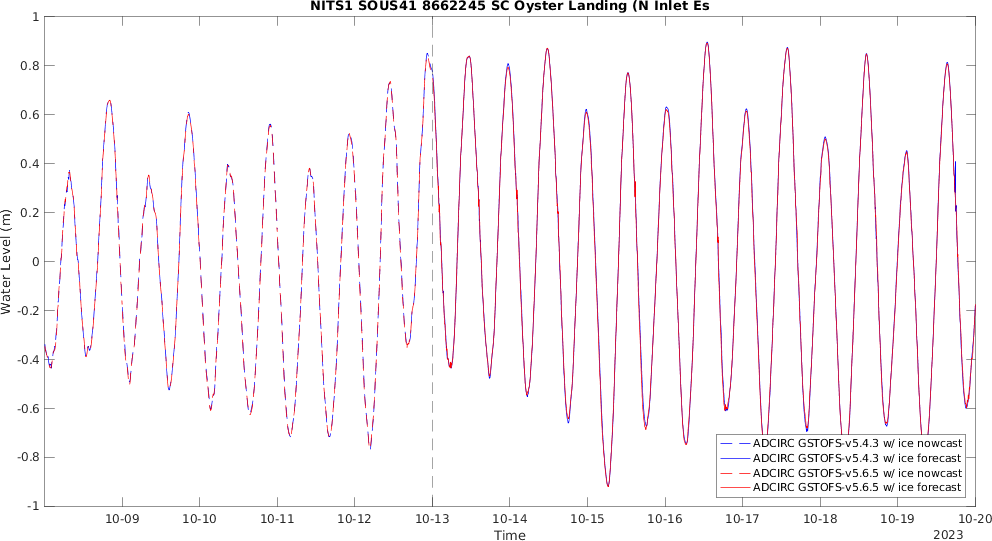 NITS1 SOUS41 8662245 SC Oyster Landing (N Inlet Es
1
0.8
0.6
0.4
0.2
0
-0.2
-0.4
-0.6
-0.8
-1
Water Level (m)
ADCIRC GSTOFS-v5.4.3 w/ ice nowcast
ADCIRC GSTOFS-v5.4.3 w/ ice forecast
ADCIRC GSTOFS-v5.6.5 w/ ice nowcast
ADCIRC GSTOFS-v5.6.5 w/ ice forecast
10-09 10-10 10-11 10-12 10-13 10-14 10-15 10-16 10-17 10-18 10-19 10-20
Time
2023